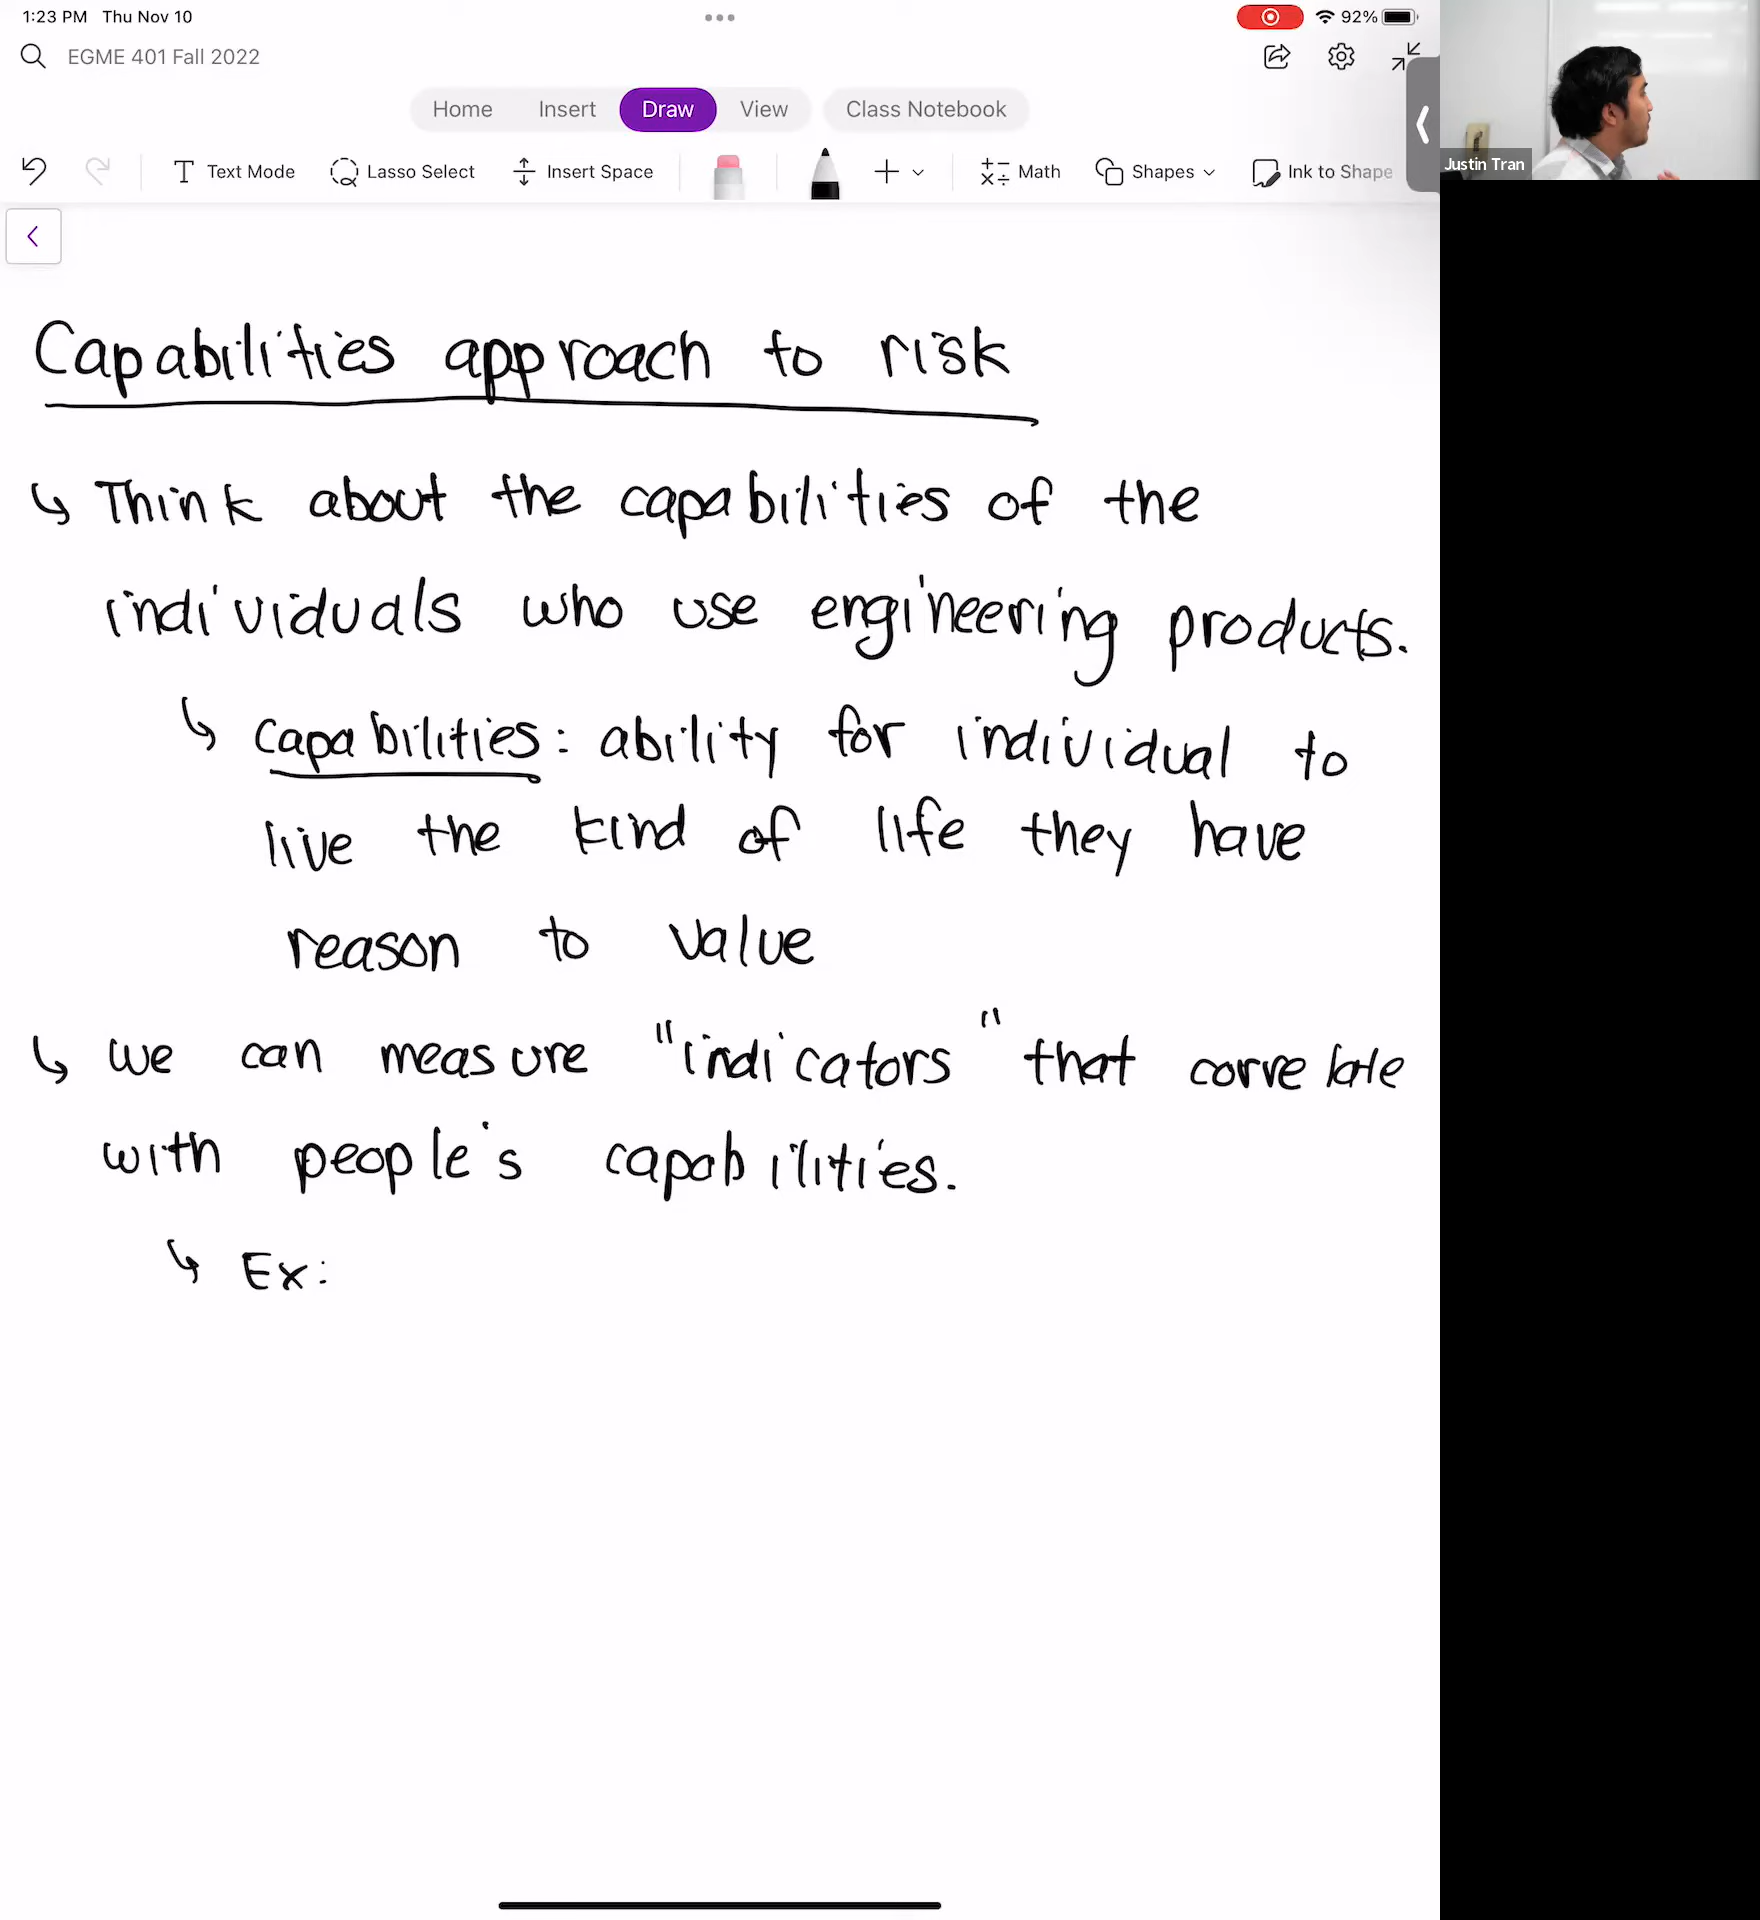 1:23 PM Thu Nov 10
92%
EGME 401 Fall 2022
Home Insert Draw View Class Notebook
Text Mode Lasso Select Insert Space Math Shapes Ink to Shape
Justin Tran
Capabilities approach to risk
Think about the capabilities of the
individuals who use engineering products.
capabilities: ability for individual to
live the kind of life they have
reason to value
we can measure "indicators" that correlate
with people's capabilities.
Ex: